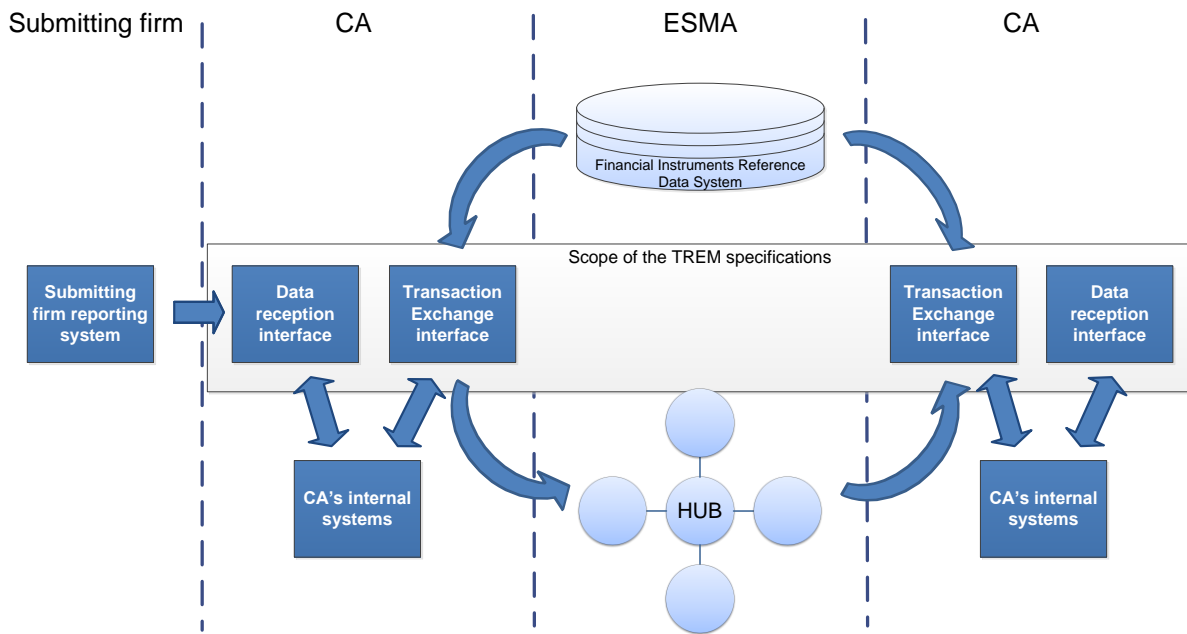 Submitting firm
CA
ESMA
CA
Financial Instruments Reference
Data System
Scope of the TREM specifications
Submitting
firm reporting
system
Data
reception
interface
Transaction
Exchange
interface
Transaction
Exchange
interface
Data
reception
interface
CA's internal
systems
HUB
CA's internal
systems